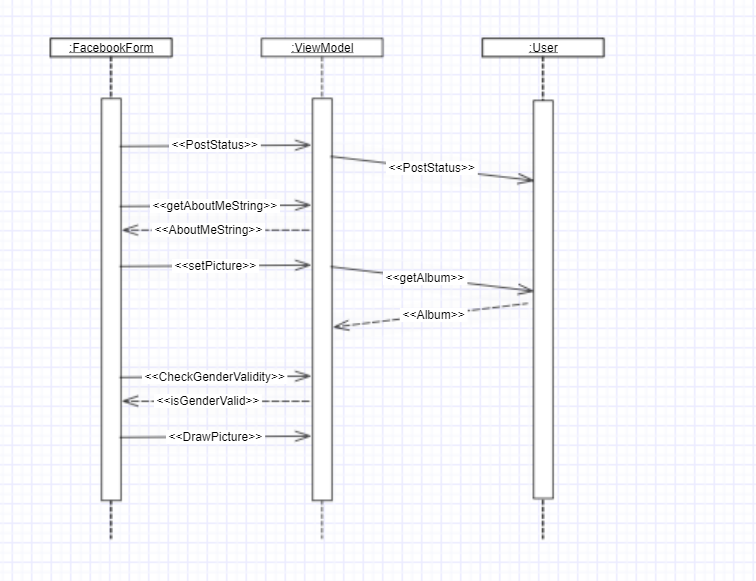 :FacebookForm
:ViewModel
:User
<<PostStatus>>
<<PostStatus>>
<<getAboutMeString>>
<<AboutMeString>>
<<setPicture>>
<<getAlbum>>
<<Album>>
<<CheckGenderValidity>>
<<isGenderValid>>
<<DrawPicture>>